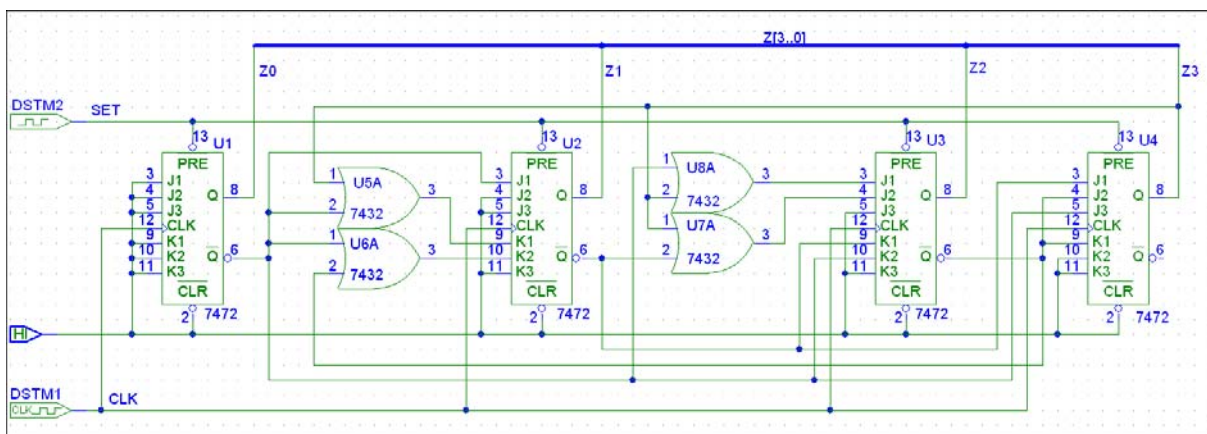 Z[3..0]
Z0
Z1
Z2
Z3
DSTM2
SET
13
U1
PRE
3
J1
4
J2
5
J3
12
CLK
9
K1
10
K2
11
K3
Q
8
Q
6
CLR
2
7472
1
U5A
2
7432
3
1
U6A
2
7432
3
13
U2
PRE
3
J1
4
J2
5
J3
12
CLK
9
K1
10
K2
11
K3
Q
8
Q
6
CLR
2
7472
1
U8A
2
7432
3
1
U7A
2
7432
3
13
U3
PRE
3
J1
4
J2
5
J3
12
CLK
9
K1
10
K2
11
K3
Q
8
Q
6
CLR
2
7472
13
U4
PRE
3
J1
4
J2
5
J3
12
CLK
9
K1
10
K2
11
K3
Q
8
Q
6
CLR
2
7472
HI
DSTM1
CLK
CLK